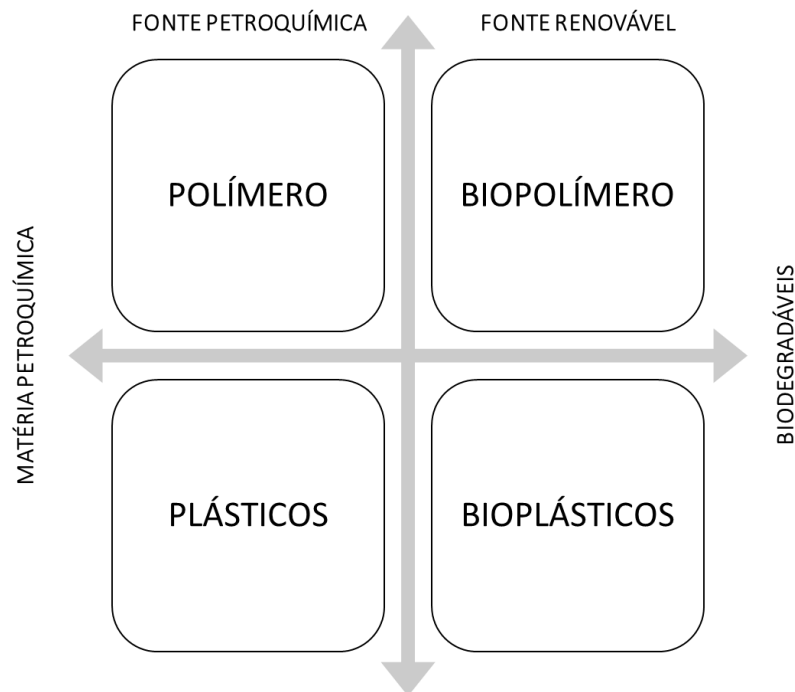 FONTE PETROQUÍMICA
FONTE RENOVÁVEL
POLÍMERO
BIOPOLÍMERO
MATÉRIA PETROQUÍMICA
BIODEGRADÁVEIS
PLÁSTICOS
BIOPLÁSTICOS